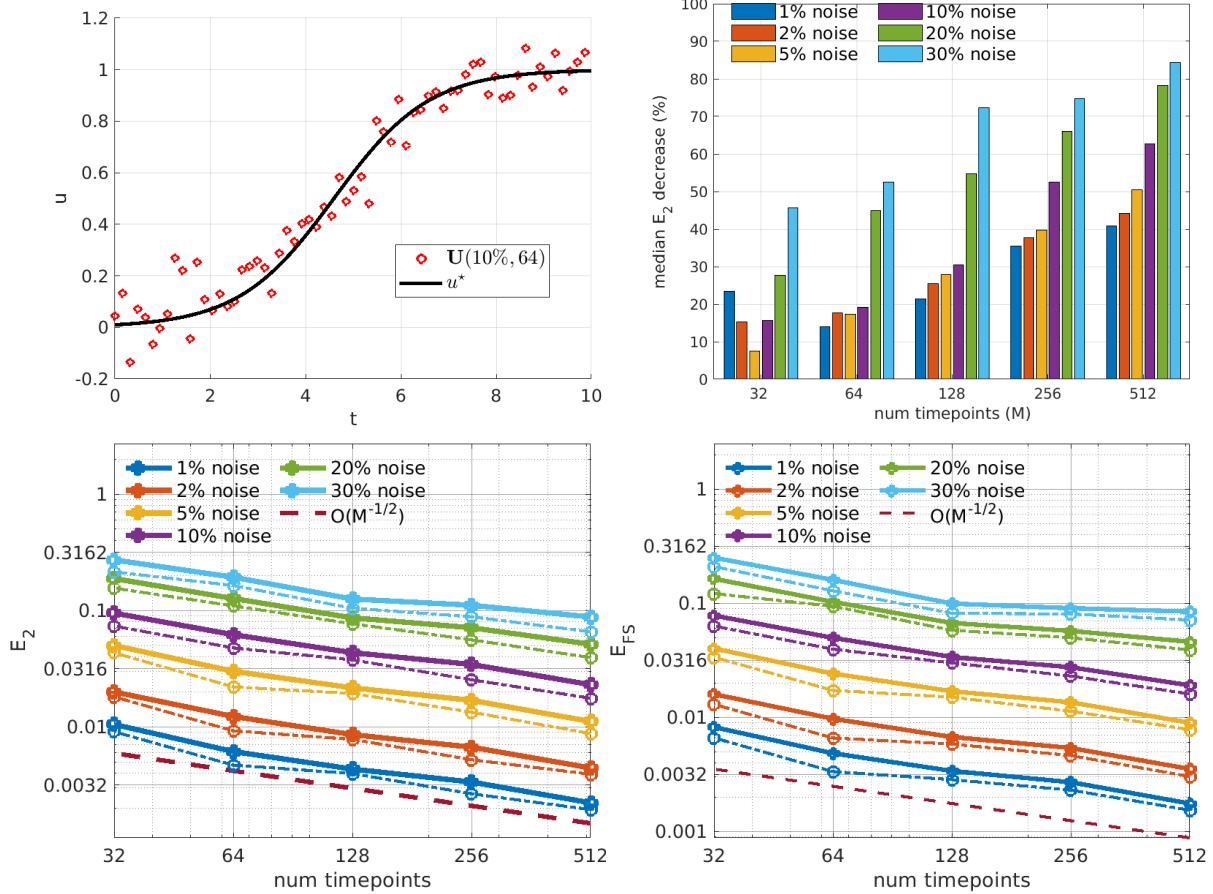 1.2
1
0.8
0.6
0.4
0.2
0
-0.2
u
0 2 4 6 8 10
t
U(10%, 64)
u⋆
100
90
80
70
60
50
40
30
20
10
0
median E₂ decrease (%)
1% noise 10% noise
2% noise 20% noise
5% noise 30% noise
32 64 128 256 512
num timepoints (M)
1% noise 20% noise
2% noise 30% noise
5% noise O(M⁻¹/²)
10% noise
1
0.3162
0.1
0.0316
0.01
0.0032
E₂
32 64 128 256 512
num timepoints
1% noise 20% noise
2% noise 30% noise
5% noise O(M⁻¹/²)
10% noise
1
0.3162
0.1
0.0316
0.01
0.0032
0.001
E_FS
32 64 128 256 512
num timepoints